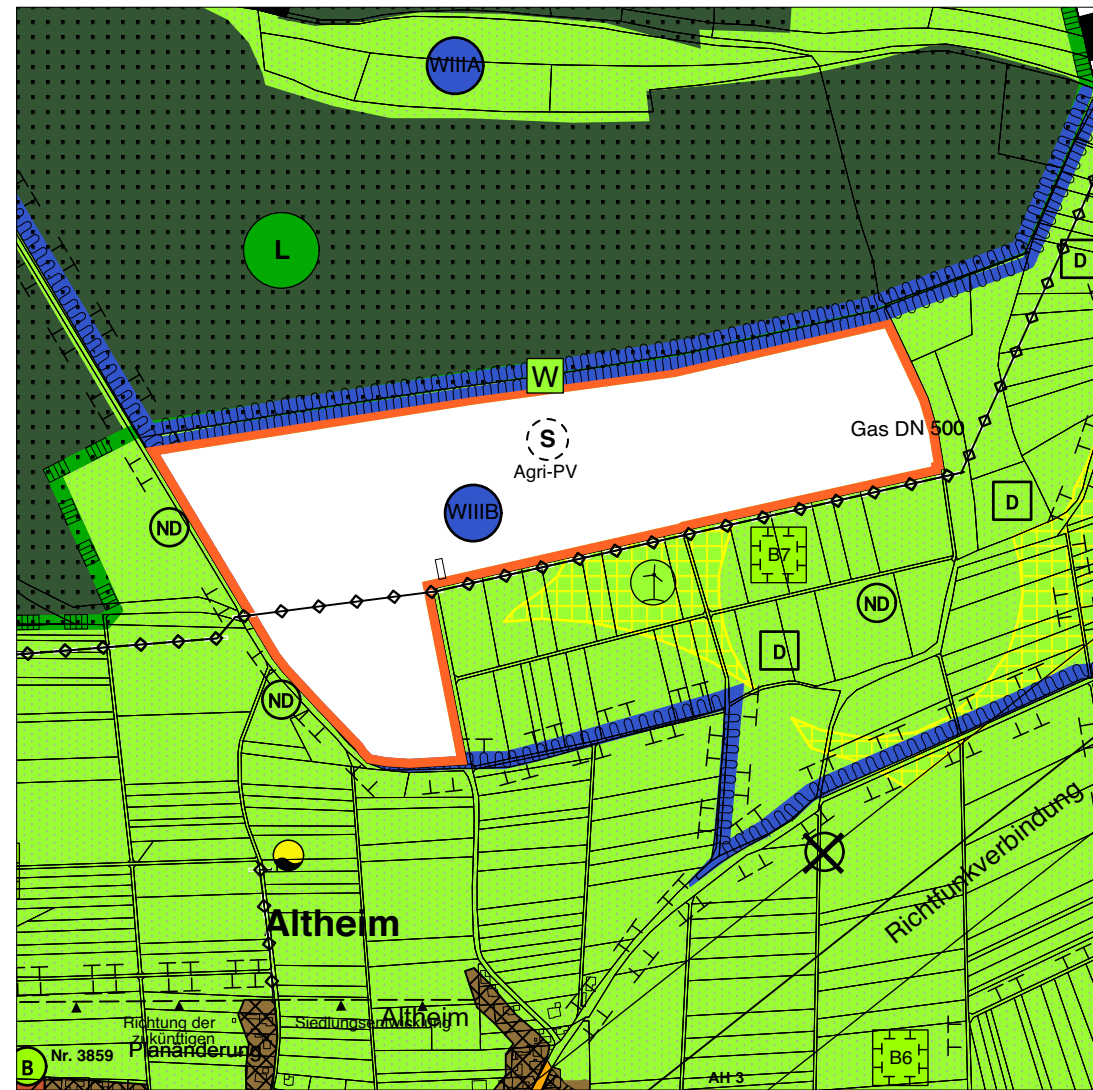 WIIIA
L
D
W
S
Agri-PV
Gas DN 500
WIIIB
D
ND
B7
ND
D
ND
Richtfunkverbindung
Altheim
Altheim
Richtung der
zukünftigen
Siedlungsentwicklung
Planänderung
Nr. 3859
B
B6
AH 3